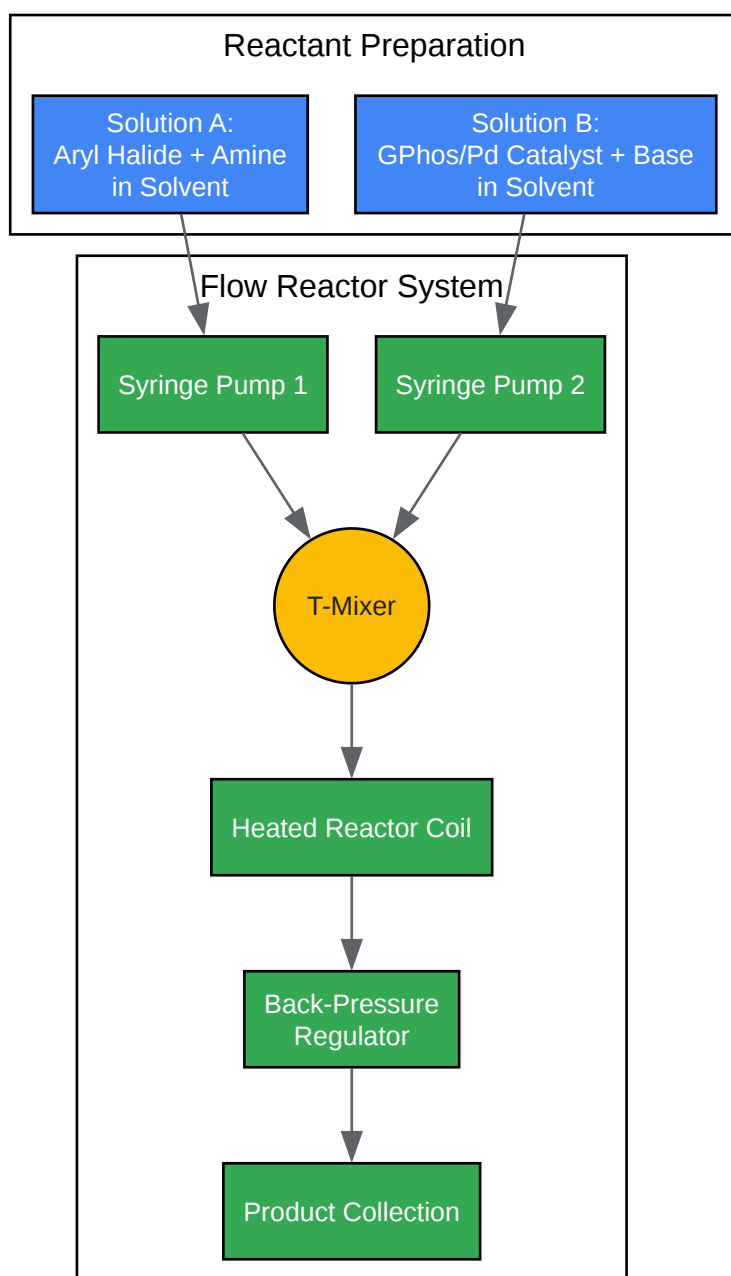 Reactant Preparation
Solution A:
Aryl Halide + Amine
in Solvent
Solution B:
GPhos/Pd Catalyst + Base
in Solvent
Flow Reactor System
Syringe Pump 1
Syringe Pump 2
T-Mixer
Heated Reactor Coil
Back-Pressure
Regulator
Product Collection